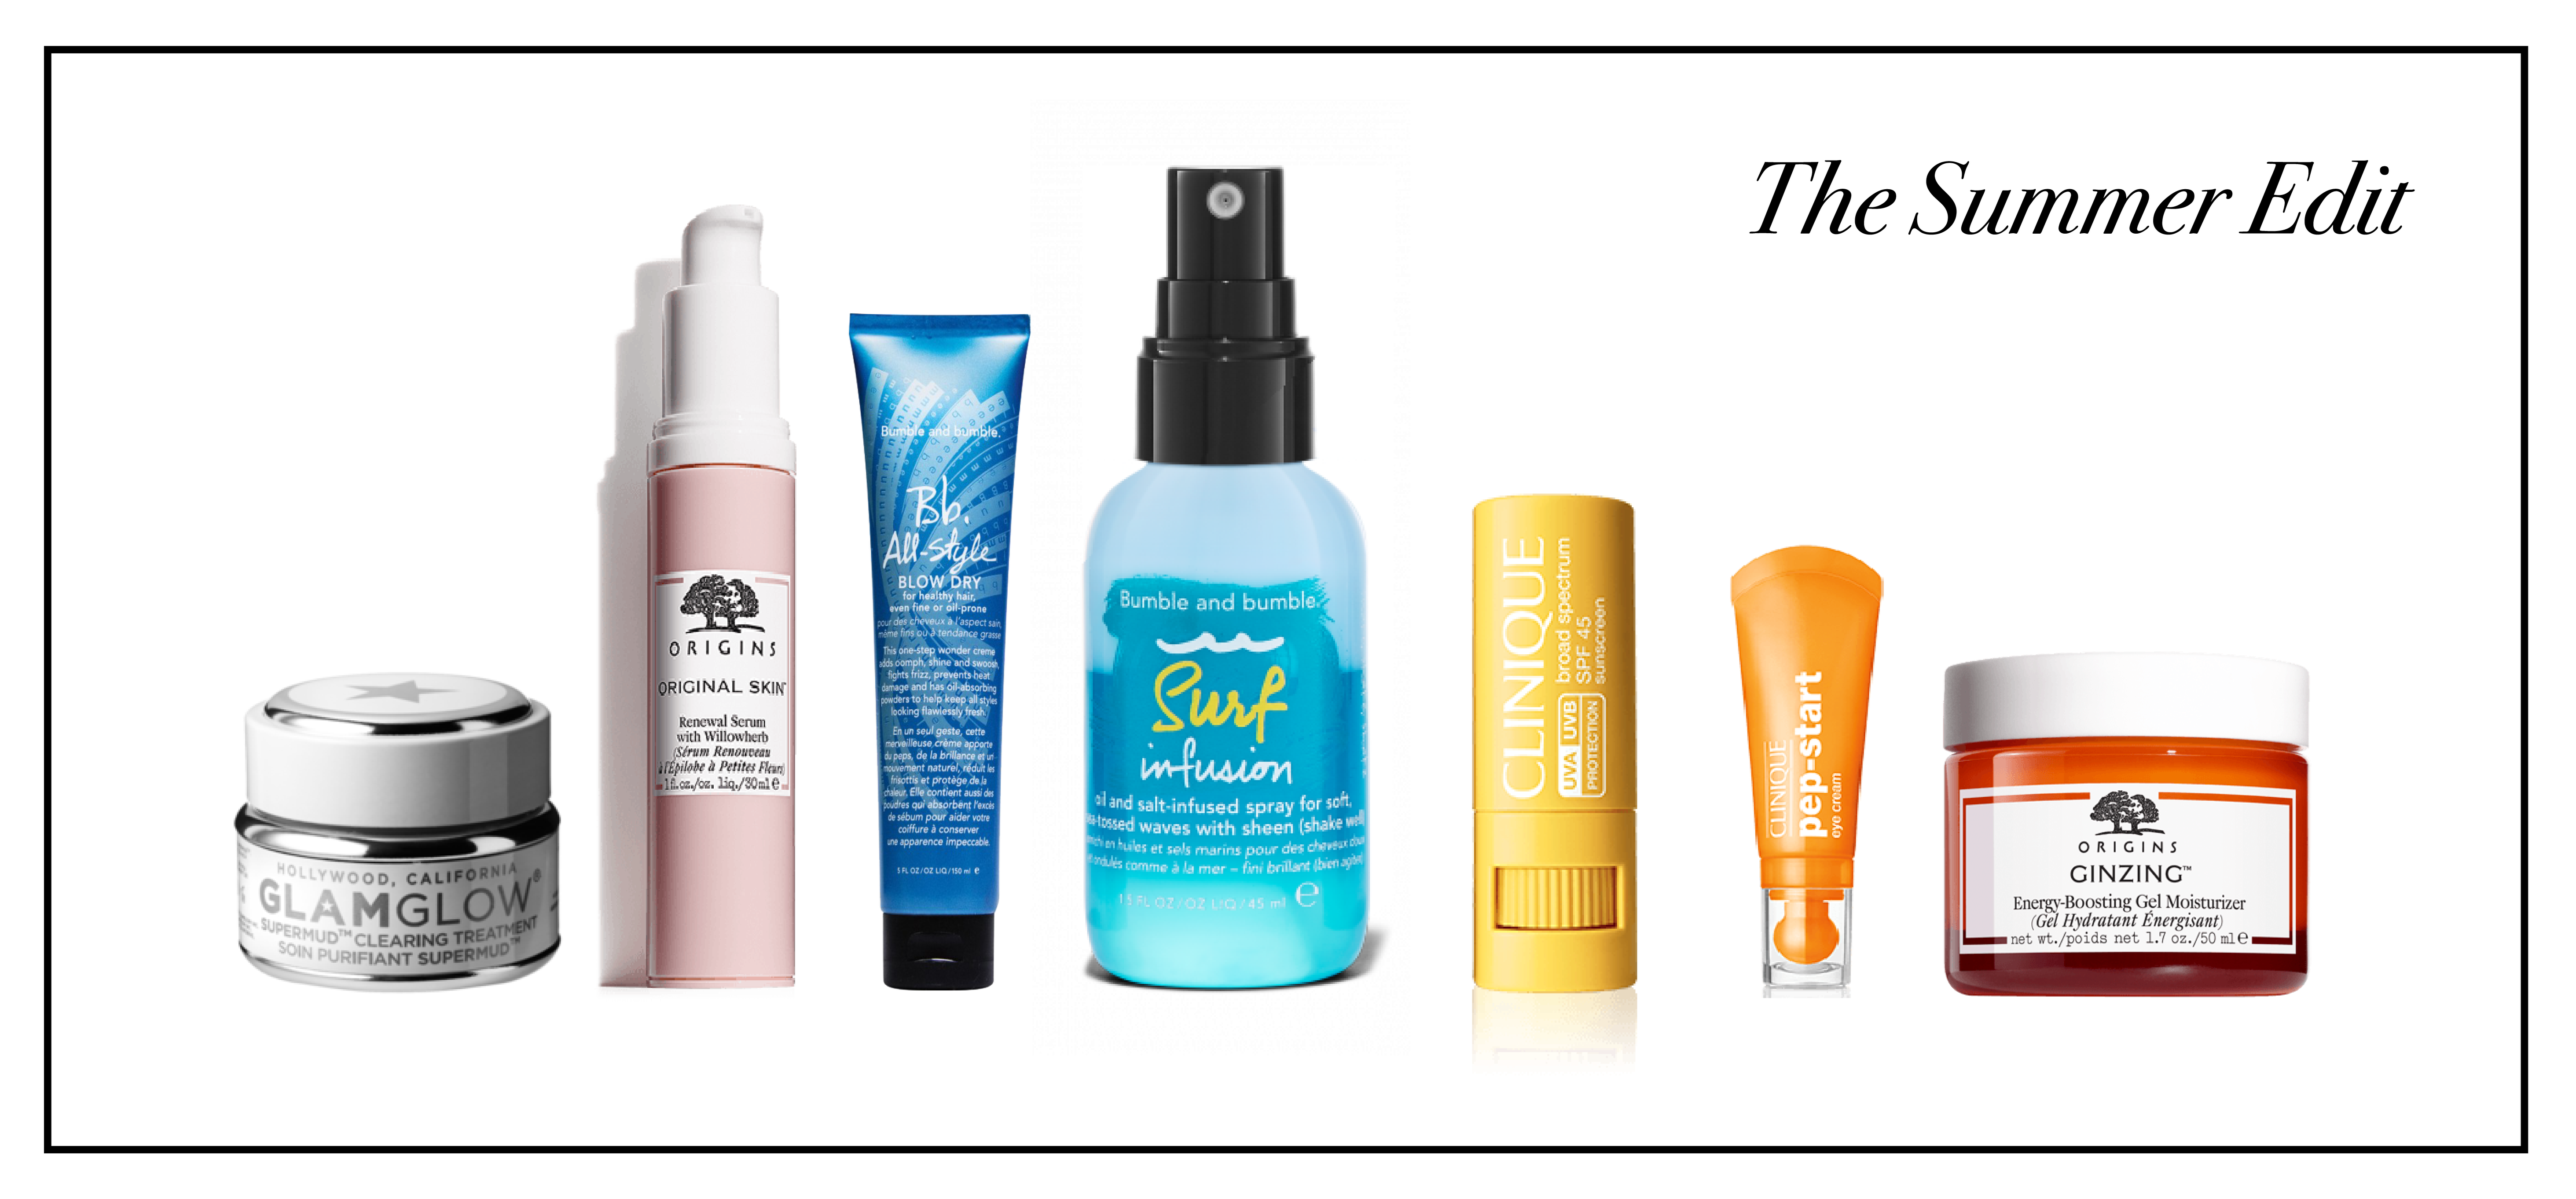 The Summer Edit
HOLLYWOOD, CALIFORNIA
GLAMGLOW®
SUPERMUD™ CLEARING TREATMENT
SOIN PURIFIANT SUPERMUD™
ORIGINS
ORIGINAL SKIN™
Renewal Serum
with Willowherb
(Sérum Renouveau
à l'Épilobe à Petites Fleurs)
1 fl.oz./oz. liq./30ml e
Bumble and bumble.
Bb.
All-Style
BLOW DRY
for healthy hair,
even fine or oil-prone
pour des cheveux à l'aspect sain,
même fins ou à tendance grasse
This one-step wonder creme
adds oomph, shine and swoosh,
fights frizz, prevents heat
damage and has oil-absorbing
powders to help keep all styles
looking flawlessly fresh.
En un seul geste, cette
merveilleuse crème apporte
du peps, de la brillance et un
mouvement naturel, réduit les
frisottis et protège de la
chaleur. Elle contient aussi des
poudres qui absorbent l'excès
de sébum pour aider votre
coiffure à conserver
une apparence impeccable.
5 FL OZ/OZ LIQ/150 ml e
Bumble and bumble.
Surf
infusion
oil and salt-infused spray for soft,
sea-tossed waves with sheen (shake well)
en huiles et sels marins pour des cheveux
ondulés comme à la mer – fini brillant (bien agiter)
1.5 FL OZ/OZ LIQ/45 ml e
CLINIQUE
broad spectrum
SPF 45
sunscreen
UVA UVB
PROTECTION
CLINIQUE
pep-start
eye cream
ORIGINS
GINZING™
Energy-Boosting Gel Moisturizer
(Gel Hydratant Énergisant)
net wt./poids net 1.7 oz./50 ml e